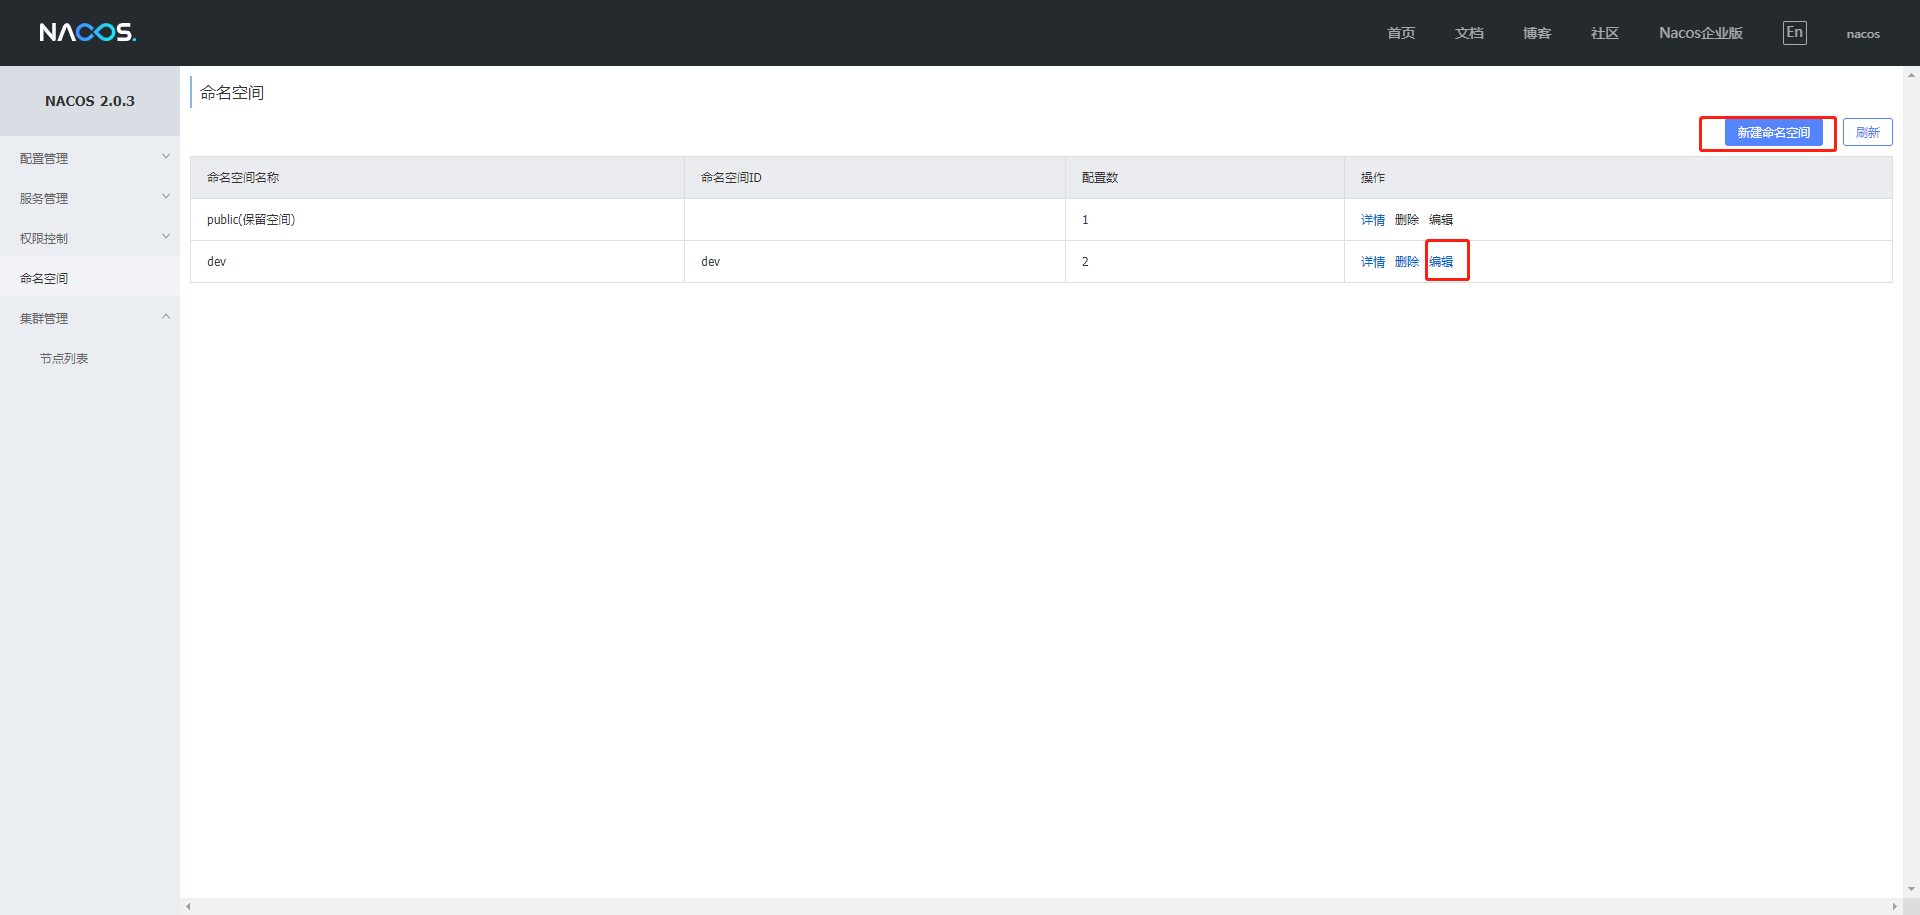 NACOS.
首页 文档 博客 社区 Nacos企业版 En nacos
NACOS 2.0.3
配置管理
服务管理
权限控制
命名空间
集群管理
节点列表
命名空间
新建命名空间 刷新
命名空间名称 命名空间ID 配置数 操作
public(保留空间) 1 详情 删除 编辑
dev dev 2 详情 删除 编辑